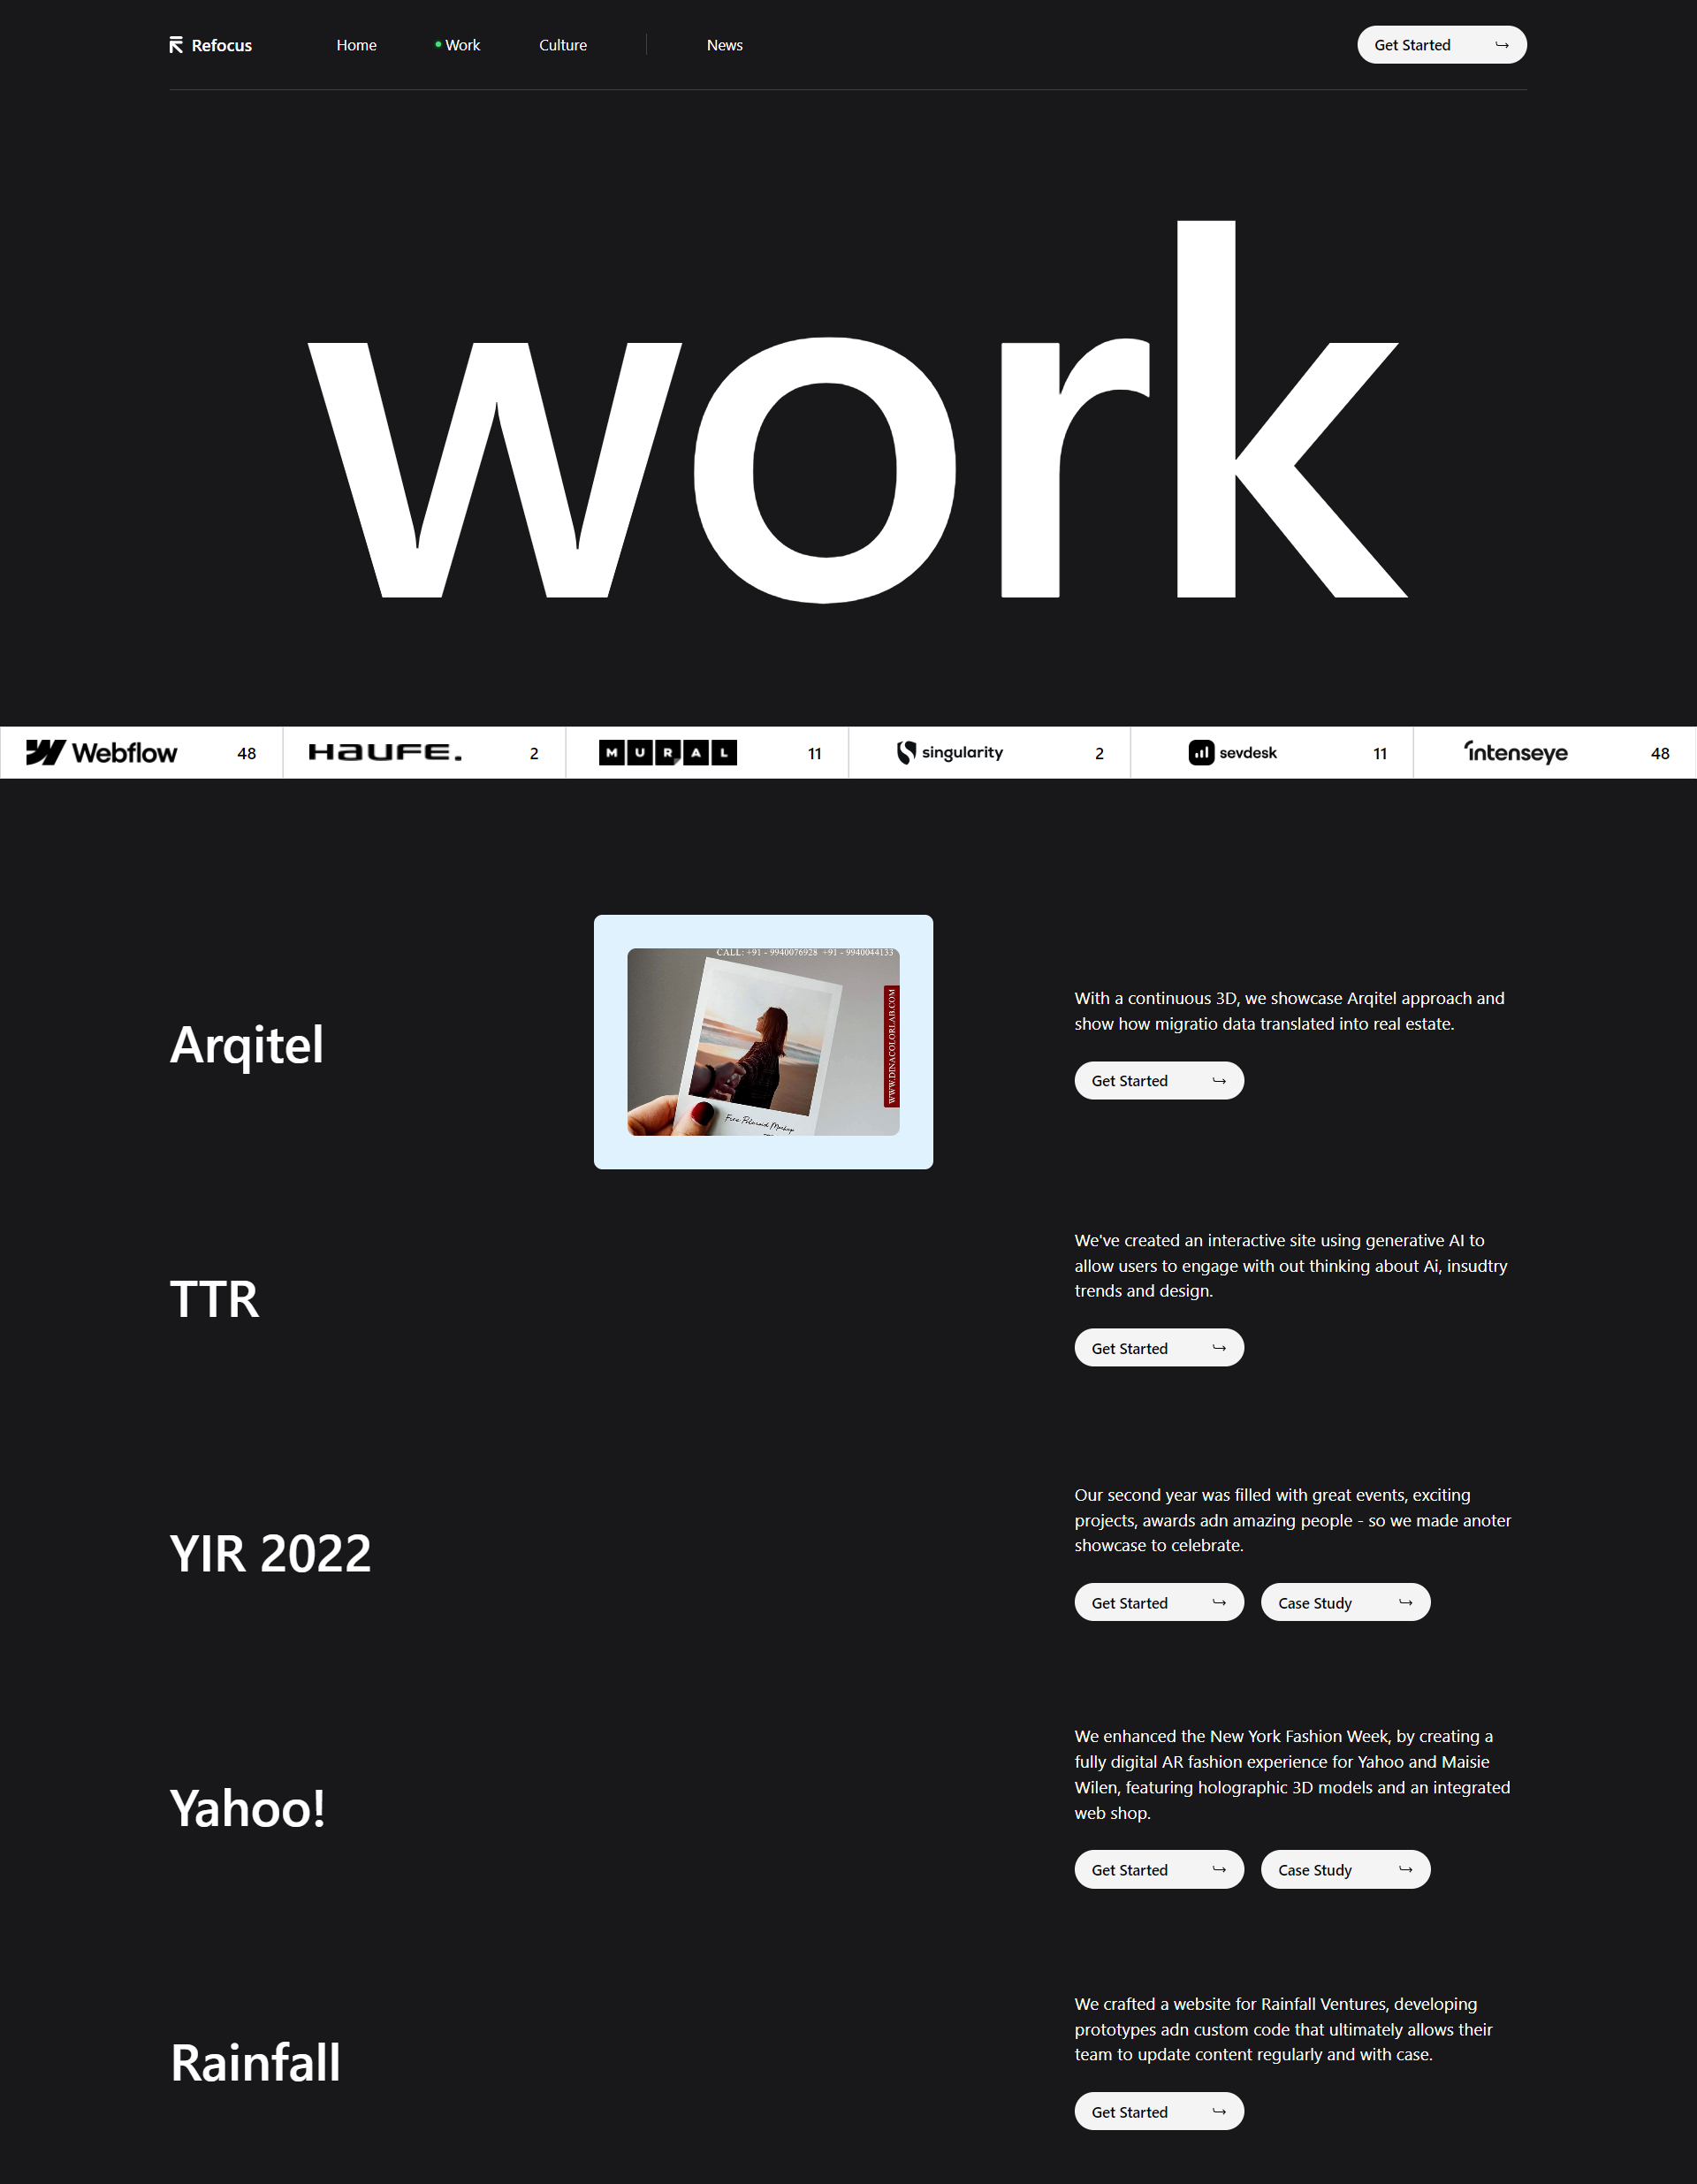 Refocus
Home
Work
Culture
News
Get Started
work
Webflow 48
HAUFE. 2
MURAL 11
singularity 2
sevdesk 11
intenseye 48
Arqitel
CALL: +91 - 9940076928 +91 - 9940044133
WWW.DINACOLORLAB.COM
Free Polaroid Mockup
With a continuous 3D, we showcase Arqitel approach and
show how migratio data translated into real estate.
Get Started
TTR
We've created an interactive site using generative AI to
allow users to engage with out thinking about Ai, insudtry
trends and design.
Get Started
YIR 2022
Our second year was filled with great events, exciting
projects, awards adn amazing people - so we made anoter
showcase to celebrate.
Get Started
Case Study
Yahoo!
We enhanced the New York Fashion Week, by creating a
fully digital AR fashion experience for Yahoo and Maisie
Wilen, featuring holographic 3D models and an integrated
web shop.
Get Started
Case Study
Rainfall
We crafted a website for Rainfall Ventures, developing
prototypes adn custom code that ultimately allows their
team to update content regularly and with case.
Get Started